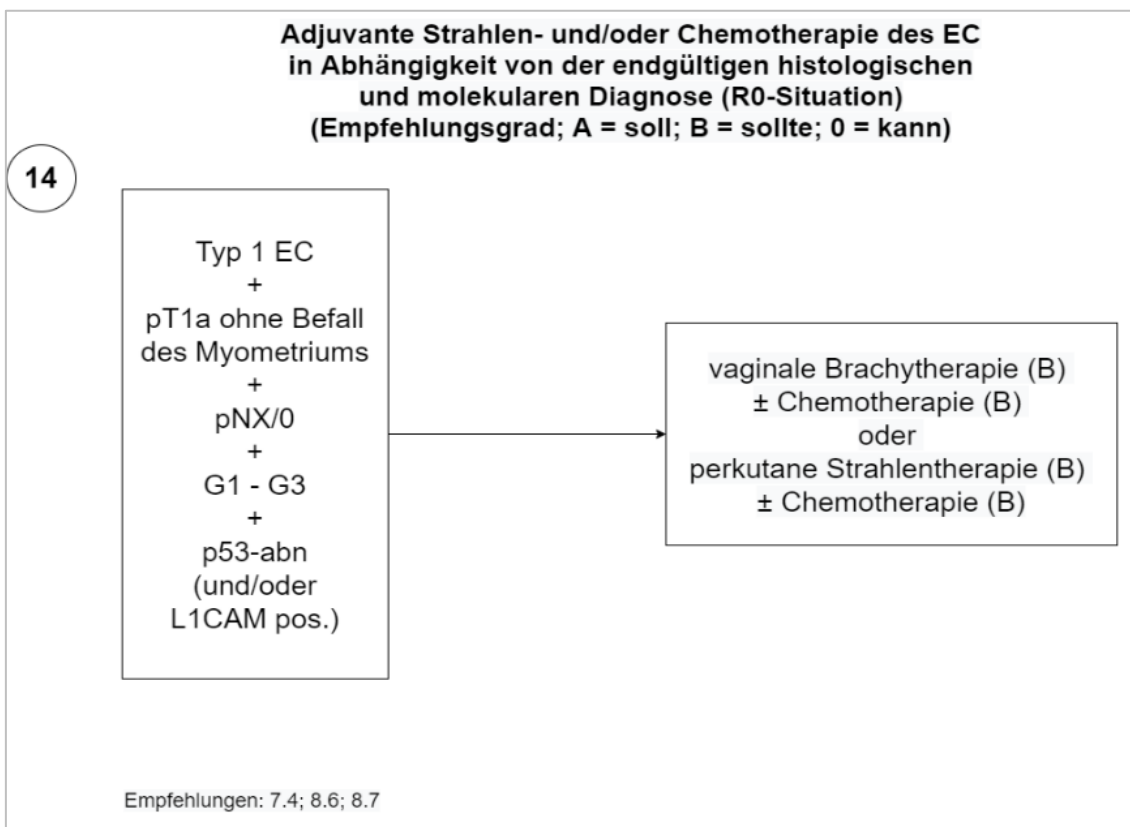 Adjuvante Strahlen- und/oder Chemotherapie des EC
in Abhängigkeit von der endgültigen histologischen
und molekularen Diagnose (R0-Situation)
(Empfehlungsgrad; A = soll; B = sollte; 0 = kann)
14
Typ 1 EC
+
pT1a ohne Befall
des Myometriums
+
pNX/0
+
G1 - G3
+
p53-abn
(und/oder
L1CAM pos.)
vaginale Brachytherapie (B)
± Chemotherapie (B)
oder
perkutane Strahlentherapie (B)
± Chemotherapie (B)
Empfehlungen: 7.4; 8.6; 8.7